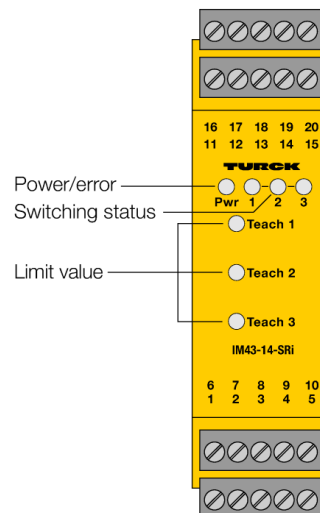 16 17 18 19 20
11 12 13 14 15
TURCK
Power/error
Pwr 1 2 3
Switching status
Teach 1
Limit value
Teach 2
Teach 3
IM43-14-SRi
6 7 8 9 10
1 2 3 4 5